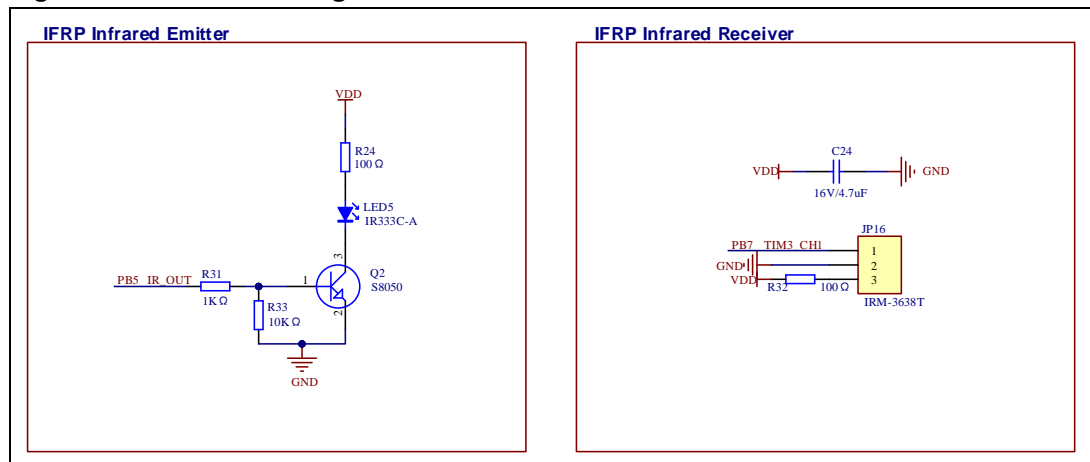 IFRP Infrared Emitter
VDD
R24
100 Ω
LED5
IR333C-A
3
PB5_IR_OUT
R31
1
Q2
S8050
1K Ω
R33
10K Ω
2
GND
IFRP Infrared Receiver
C24
VDD
GND
16V/4.7uF
JP16
PB7_TIM3_CH1
1
GND
2
VDD
3
R32
100 Ω
IRM-3638T